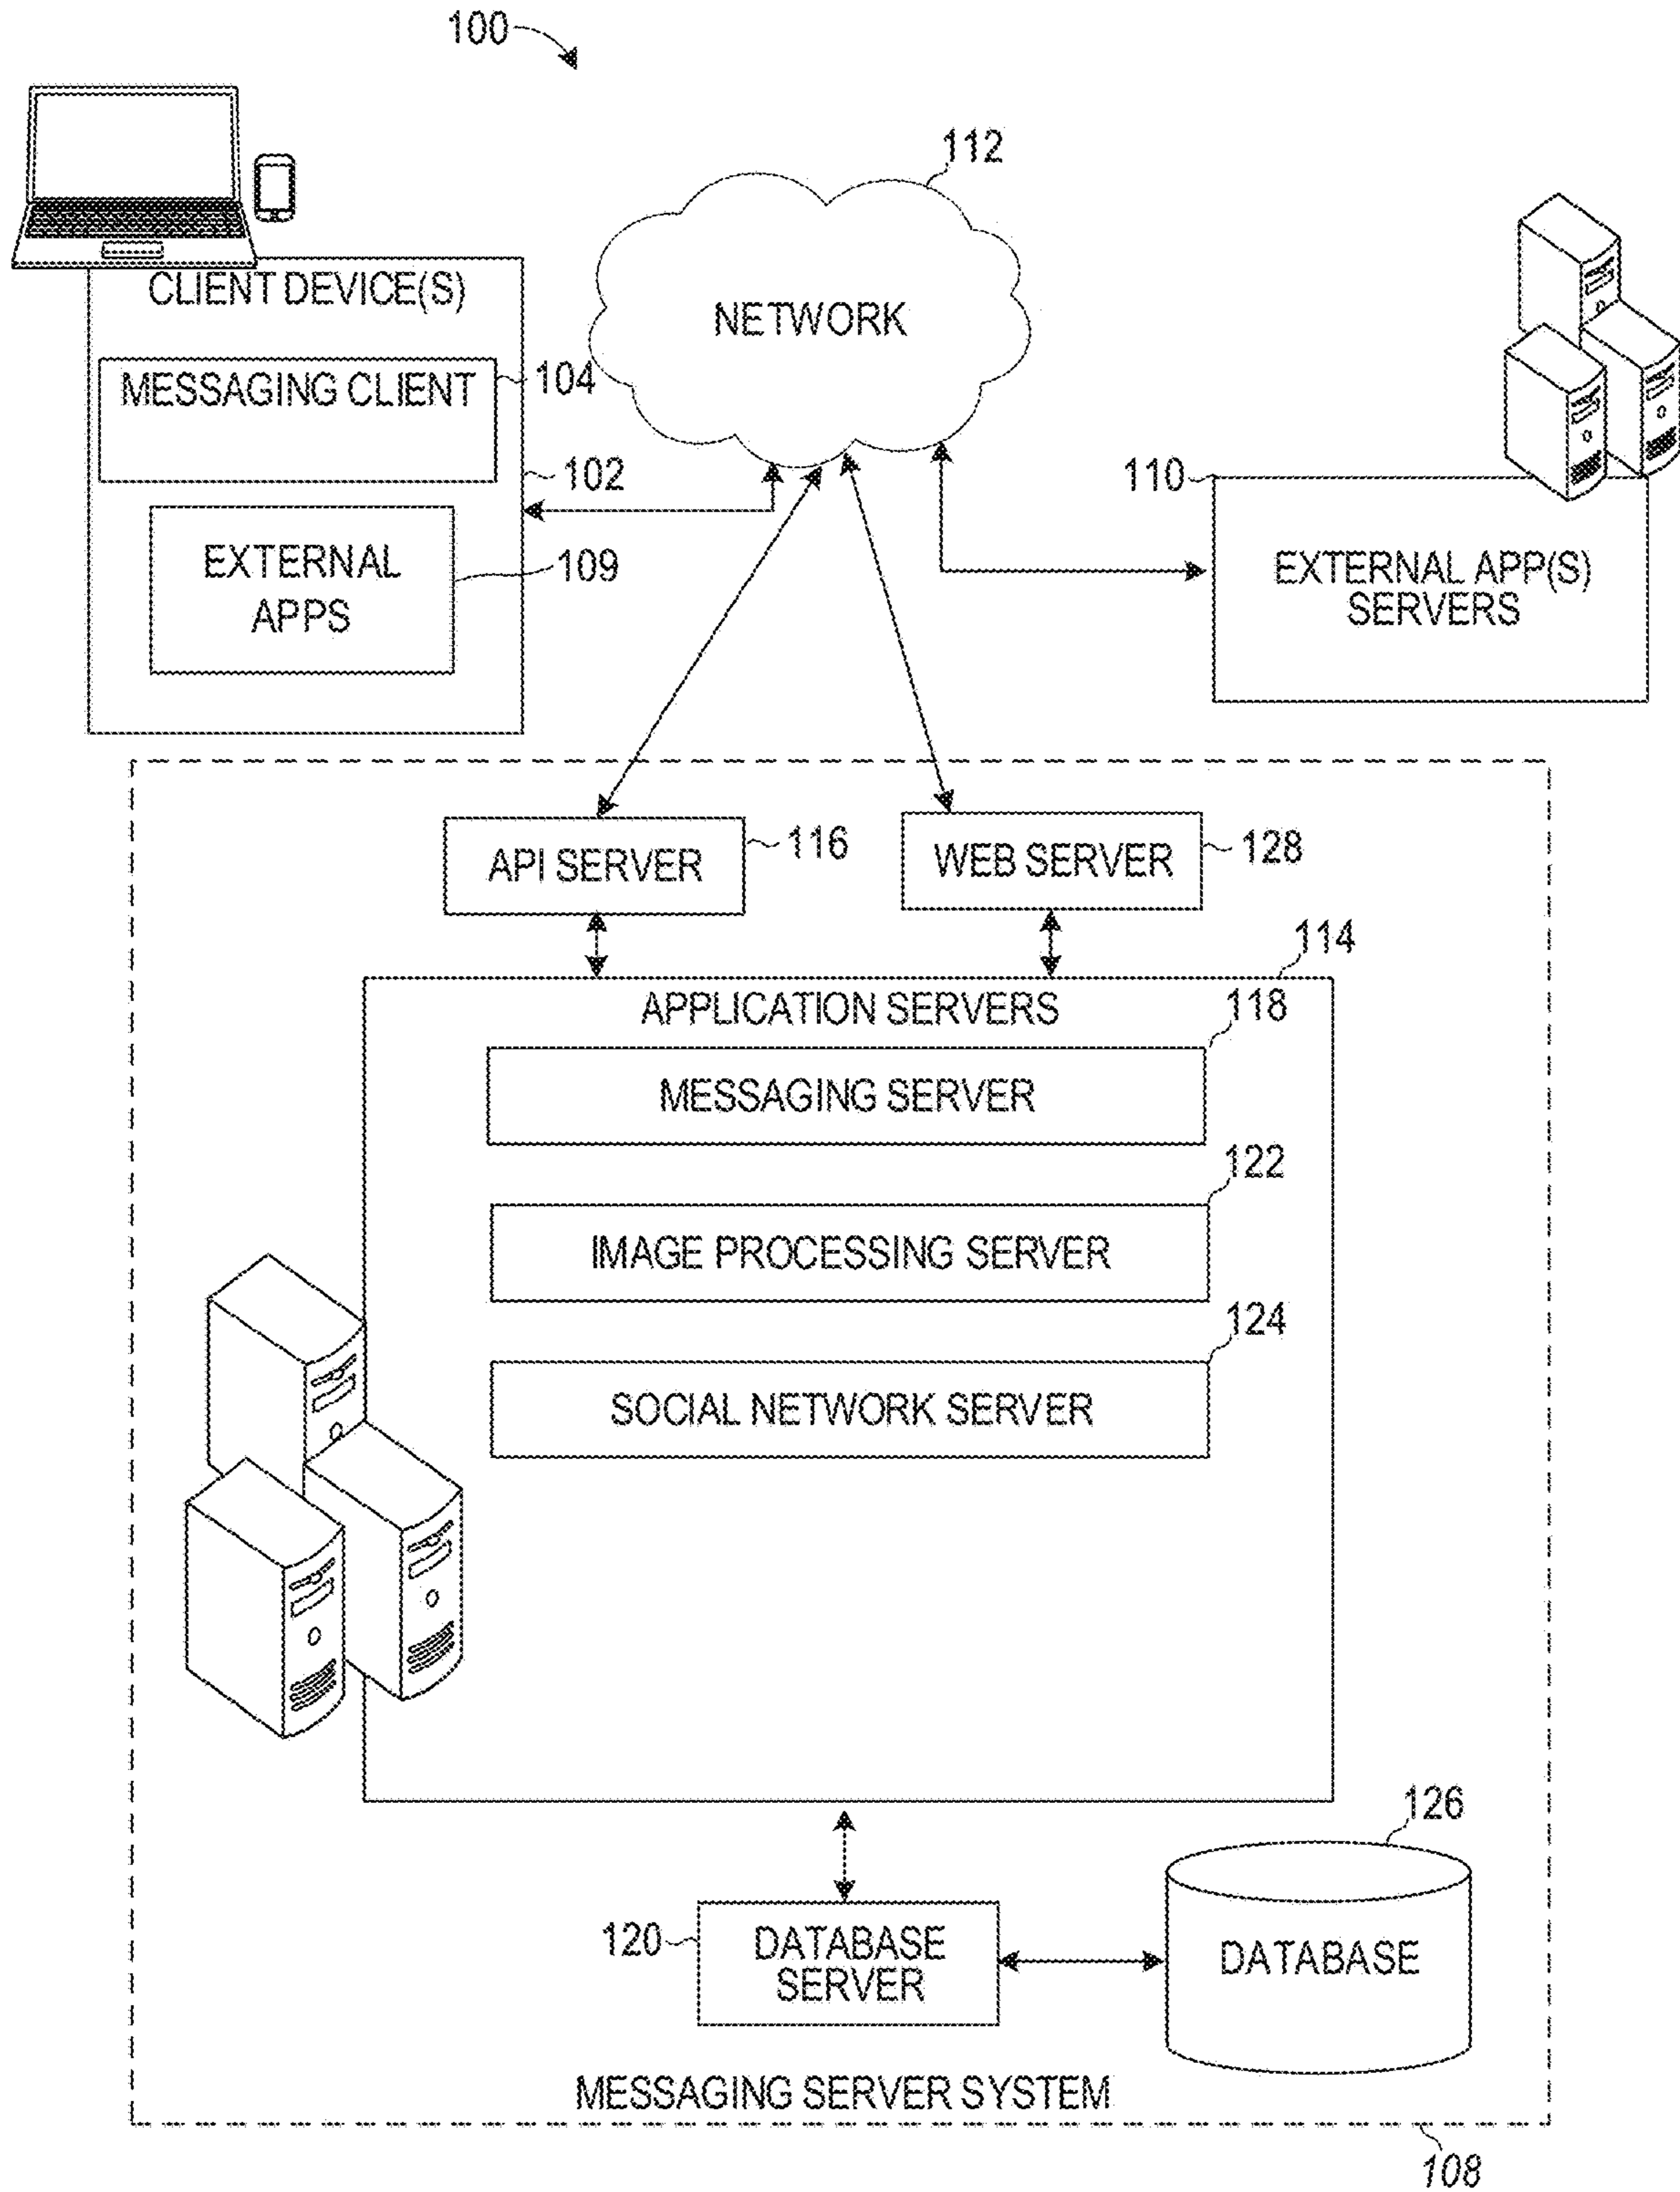 100
112
CLIENT DEVICE(S)
NETWORK
MESSAGING CLIENT
104
102
110
EXTERNAL
APPS
109
EXTERNAL APP(S)
SERVERS
API SERVER
116
WEB SERVER
128
114
APPLICATION SERVERS
118
MESSAGING SERVER
122
IMAGE PROCESSING SERVER
124
SOCIAL NETWORK SERVER
126
120
DATABASE
SERVER
DATABASE
MESSAGING SERVER SYSTEM
108